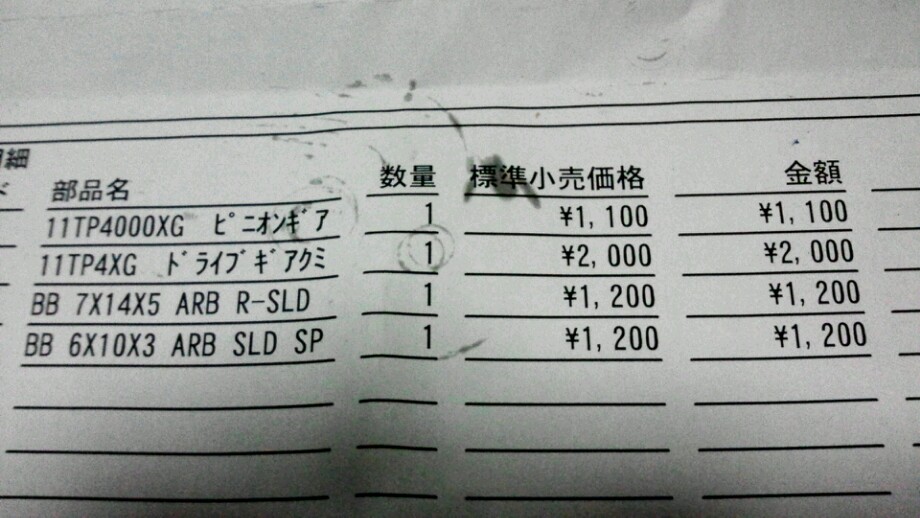 細
ド 部品名 数量 標準小売価格 金額
11TP4000XG ピニオンギア 1 ¥1,100 ¥1,100
11TP4XG ドライブギアクミ 1 ¥2,000 ¥2,000
BB 7X14X5 ARB R-SLD 1 ¥1,200 ¥1,200
BB 6X10X3 ARB SLD SP 1 ¥1,200 ¥1,200